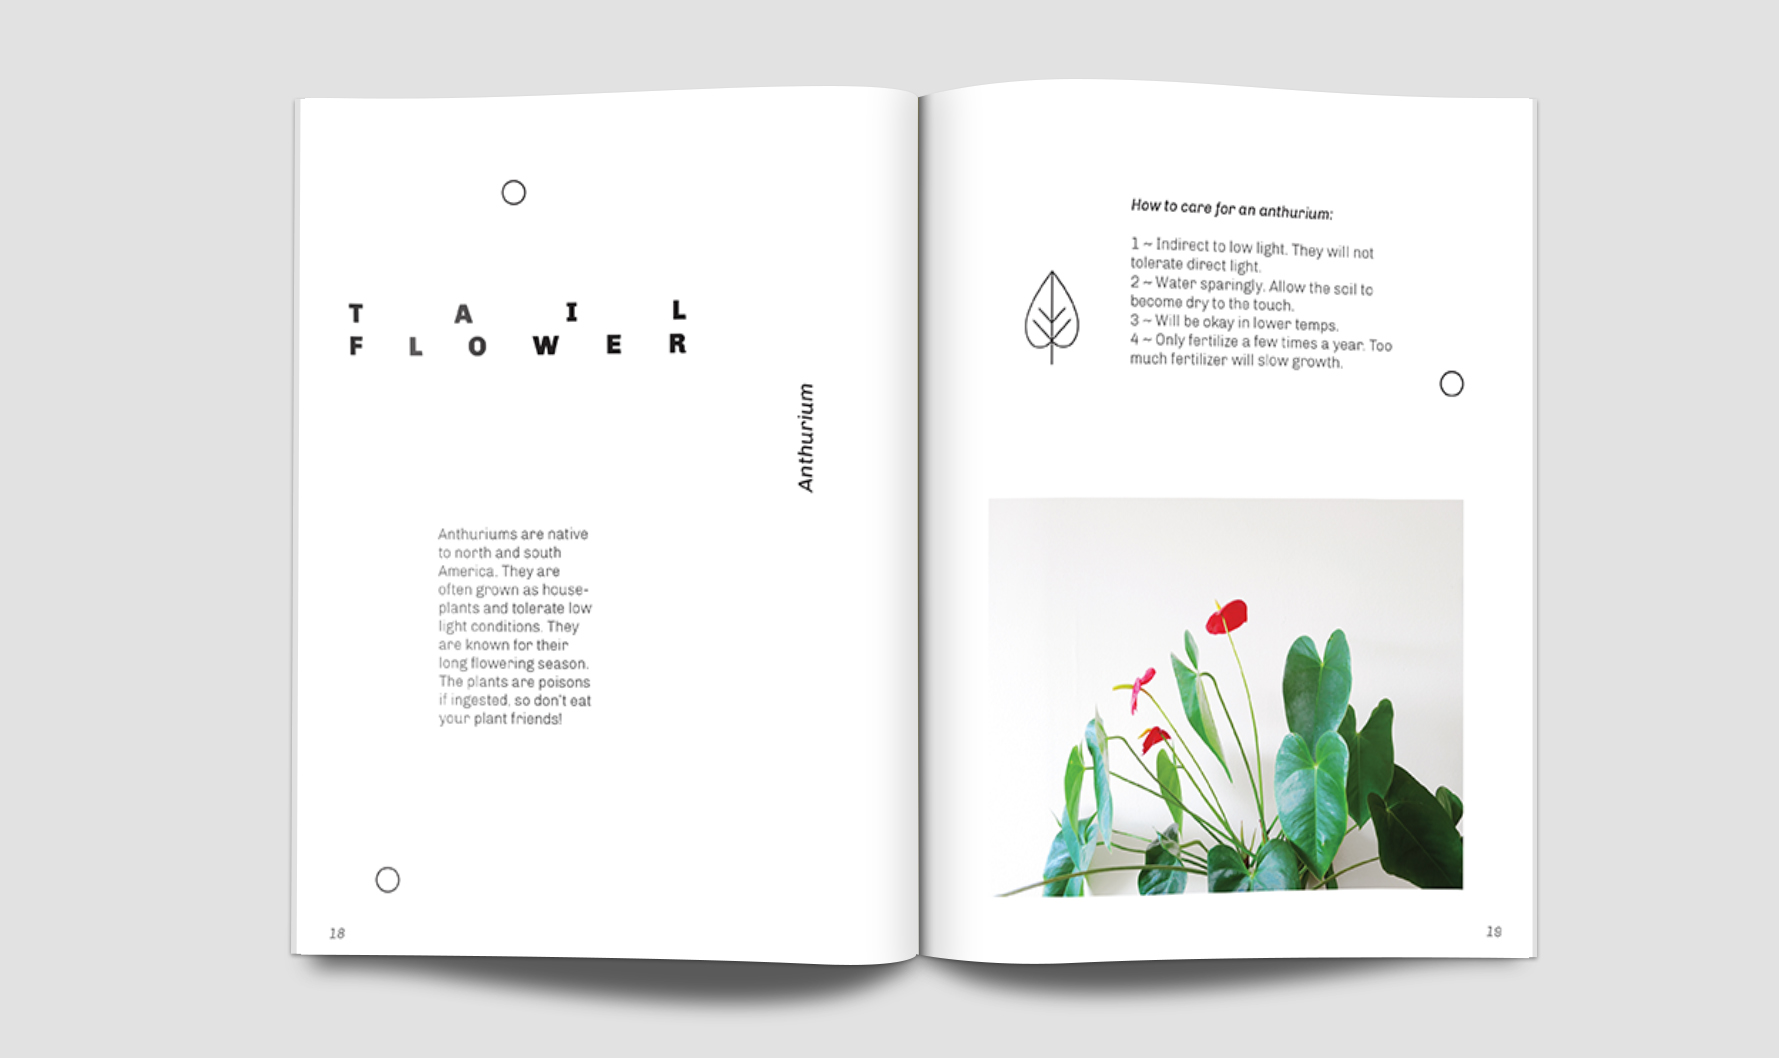 T A I L
F L O W E R
Anthurium
Anthuriums are native
to north and south
America. They are
often grown as house-
plants and tolerate low
light conditions. They
are known for their
long flowering season.
The plants are poisons
if ingested, so don't eat
your plant friends!
18
How to care for an anthurium:
1 ~ Indirect to low light. They will not
tolerate direct light.
2 ~ Water sparingly. Allow the soil to
become dry to the touch.
3 ~ Will be okay in lower temps.
4 ~ Only fertilize a few times a year. Too
much fertilizer will slow growth.
19